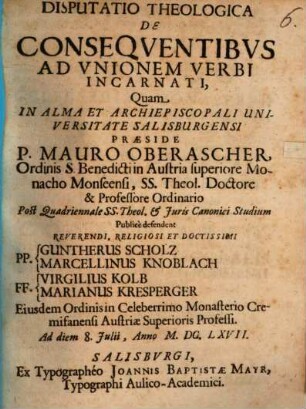 6.
DISPUTATIO THEOLOGICA
DE
CONSEQVENTIBVS
AD VNIONEM VERBI
INCARNATI,
Quam
IN ALMA ET ARCHIEPISCOPALI UNI-
VERSITATE SALISBURGENSI
PRÆSIDE
P. MAURO OBERASCHER,
Ordinis S. Benedicti in Austria superiore Mo-
nacho Monseensi, SS. Theol. Doctore
& Professore Ordinario
Post Quadriennale SS. Theol. & Juris Canonici Studium
Publicè defendent
REVERENDI, RELIGIOSI ET DOCTISSIMI
PP. { GUNTHERUS SCHOLZ
MARCELLINUS KNOBLACH
FF. { VIRGILIUS KOLB
MARIANUS KRESPERGER
Eiusdem Ordinis in Celeberrimo Monasterio Cre-
mifanensi Austriæ Superioris Professi.
Ad diem 8. Julii, Anno M. DC. LXVII.
SALISBVRGI,
Ex Typographéo JOANNIS BAPTISTÆ MAYR,
Typographi Aulico-Academici.